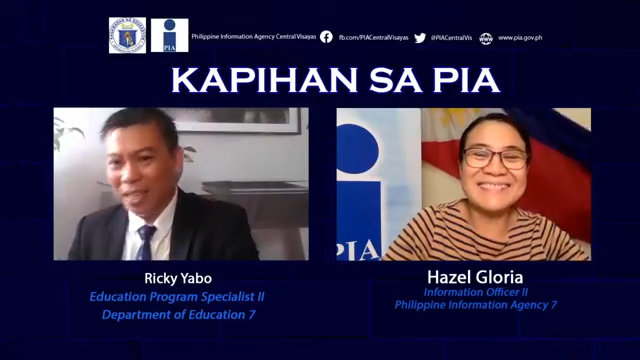 PIA
Philippine Information Agency Central Visayas
fb.com/PIACentralVisayas
@PIACentralVis
www.pia.gov.ph
KAPIHAN SA PIA
PIA
Ricky Yabo
Education Program Specialist II
Department of Education 7
Hazel Gloria
Information Officer II
Philippine Information Agency 7